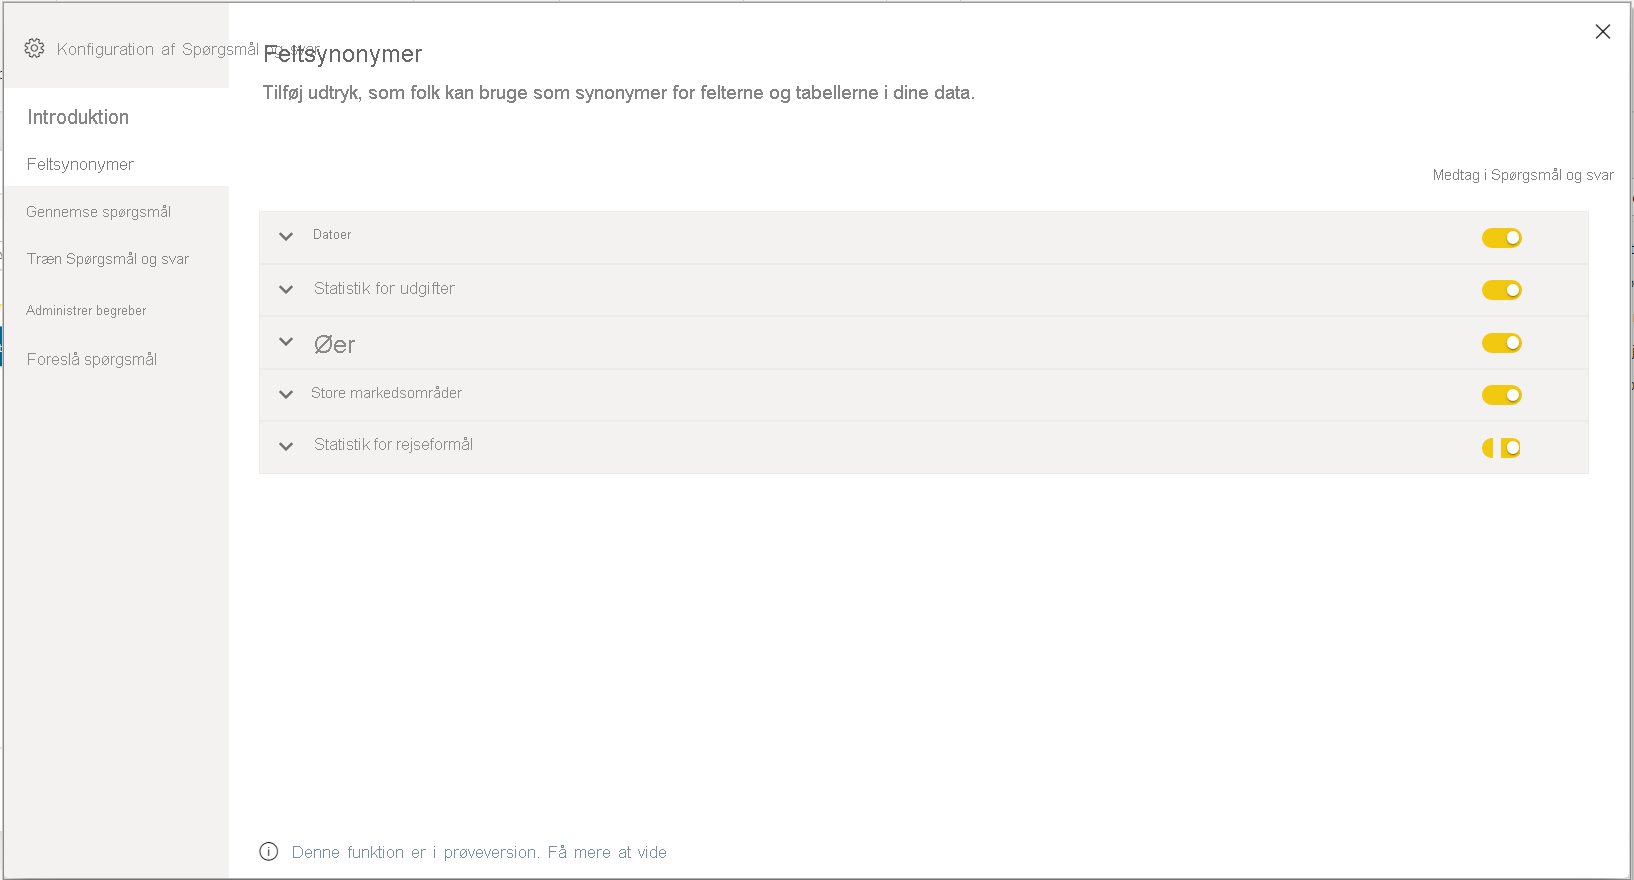 Konfiguration af Spørgsmål og svar
Introduktion
Feltsynonymer
Gennemse spørgsmål
Træn Spørgsmål og svar
Administrer begreber
Foreslå spørgsmål
Feltsynonymer
Tilføj udtryk, som folk kan bruge som synonymer for felterne og tabellerne i dine data.
Medtag i Spørgsmål og svar
Datoer
Statistik for udgifter
Øer
Store markedsområder
Statistik for rejseformål
Denne funktion er i prøveversion. Få mere at vide